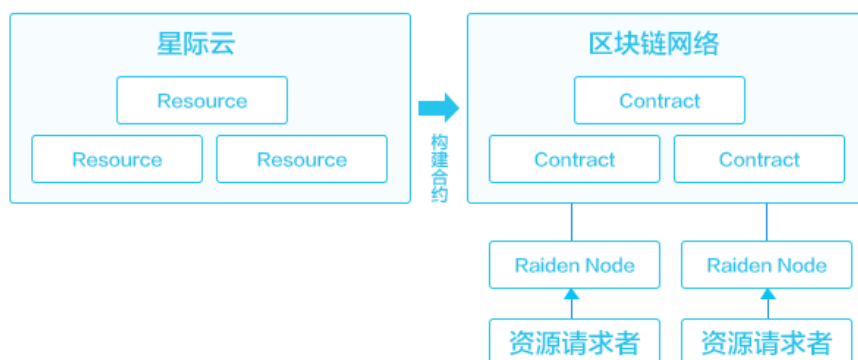 星际云
Resource
Resource
Resource
构建合约
区块链网络
Contract
Contract
Contract
Raiden Node
Raiden Node
资源请求者
资源请求者